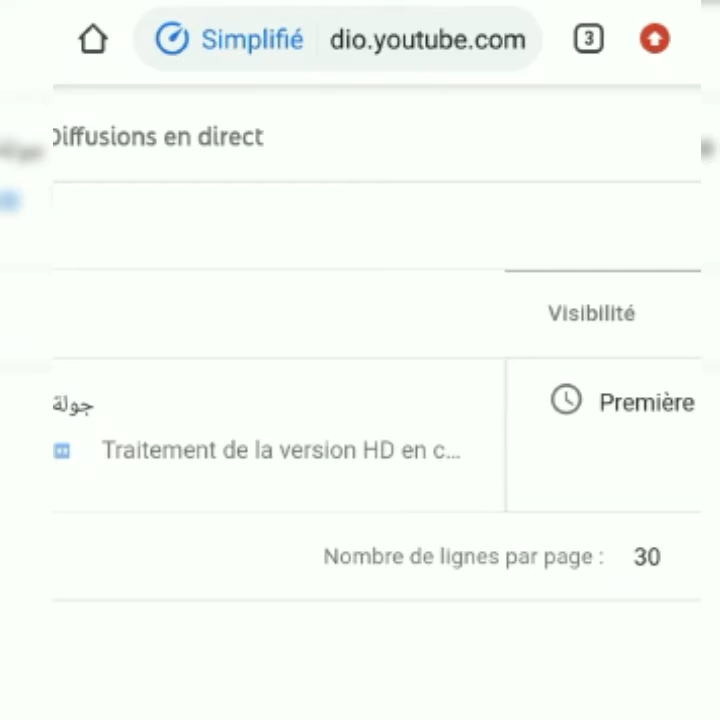 Simplifié dio.youtube.com 3
Diffusions en direct
Visibilité
جولة
Première
Traitement de la version HD en c...
Nombre de lignes par page : 30